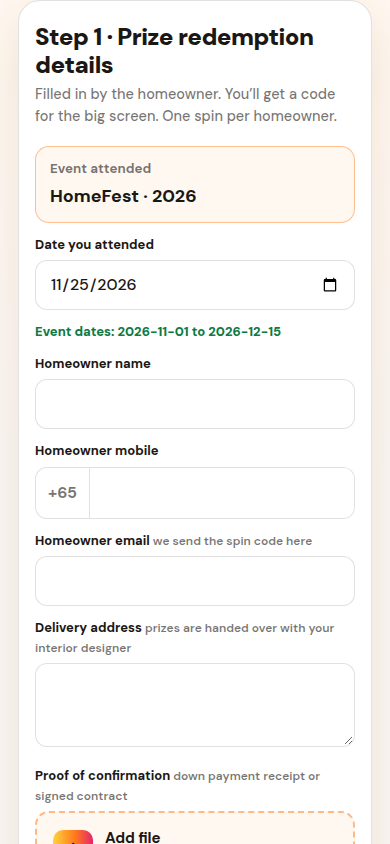 Step 1 · Prize redemption
details
Filled in by the homeowner. You’ll get a code
for the big screen. One spin per homeowner.
Event attended
HomeFest · 2026
Date you attended
11/25/2026
Event dates: 2026-11-01 to 2026-12-15
Homeowner name
Homeowner mobile
+65
Homeowner email we send the spin code here
Delivery address prizes are handed over with your
interior designer
Proof of confirmation down payment receipt or
signed contract
Add file